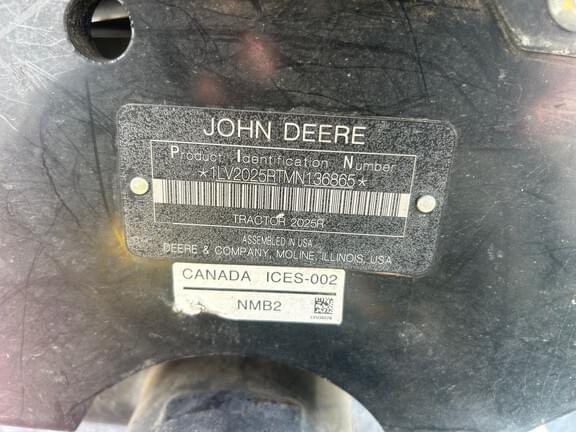 JOHN DEERE
Product Identification Number
*1LV2025RTMN136865*
TRACTOR 2025R
ASSEMBLED IN USA
DEERE & COMPANY, MOLINE, ILLINOIS, USA
CANADA ICES-002
NMB2